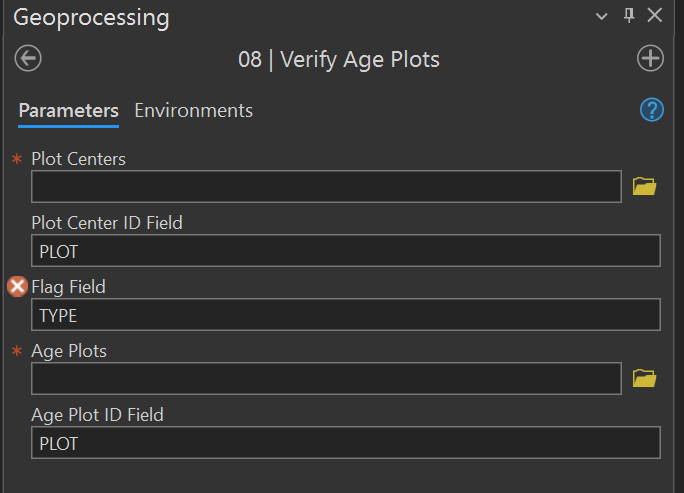 Geoprocessing
08 | Verify Age Plots
Parameters Environments
?
* Plot Centers
Plot Center ID Field
PLOT
Flag Field
TYPE
* Age Plots
Age Plot ID Field
PLOT